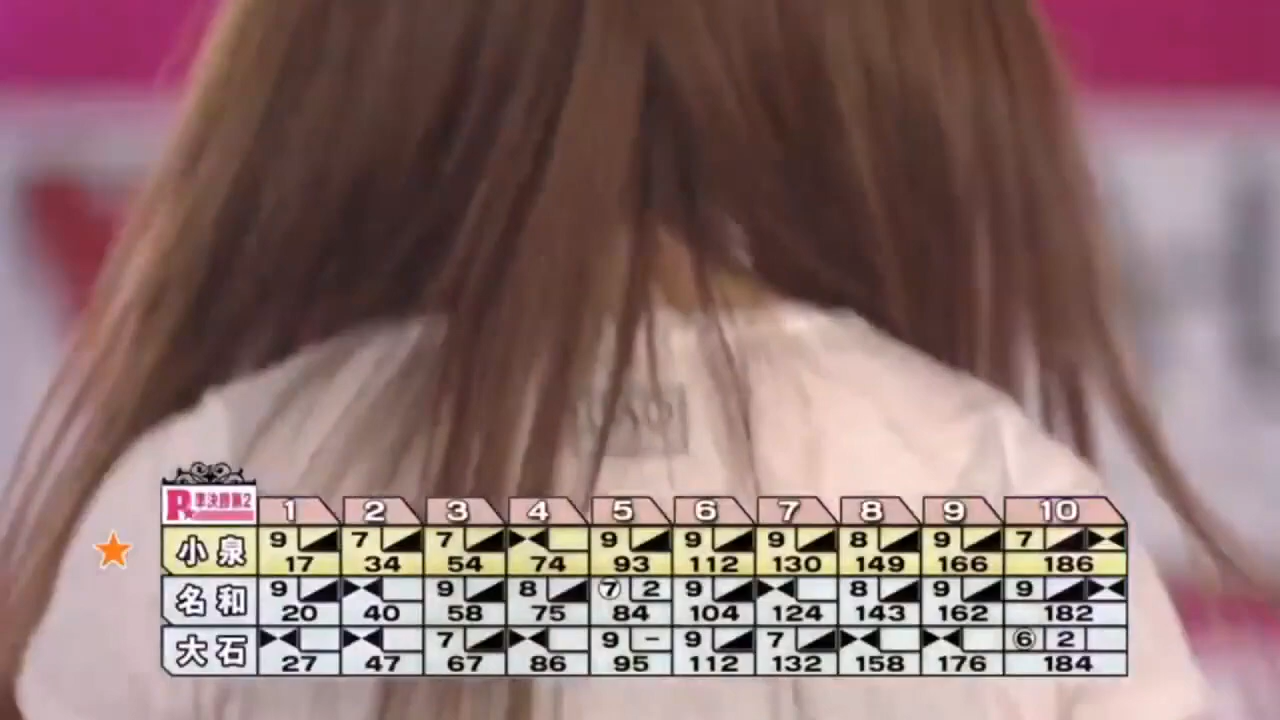 R 準決勝第2 1 2 3 4 5 6 7 8 9 10
小泉 9 7 7 9 9 9 8 9 7
17 34 54 74 93 112 130 149 166 186
名和 9 9 8 ⑦ 2 9 8 9 9
20 40 58 75 84 104 124 143 162 182
大石 7 9 - 9 7 ⑥ 2
27 47 67 86 95 112 132 158 176 184